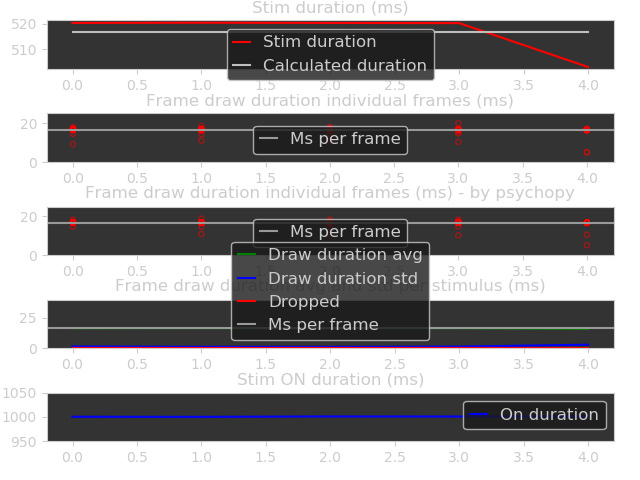 Stim duration (ms)
520
510
Stim duration
Calculated duration
0.0 0.5 1.0 1.5 2.0 2.5 3.0 3.5 4.0
Frame draw duration individual frames (ms)
20
0
Ms per frame
0.0 0.5 1.0 1.5 2.0 2.5 3.0 3.5 4.0
Frame draw duration individual frames (ms) - by psychopy
20
0
Ms per frame
0.0 0.5 1.0 1.5 2.0 2.5 3.0 3.5 4.0
Frame draw duration avg and std per stimulus (ms)
Draw duration avg
Draw duration std
Dropped
Ms per frame
25
0
0.0 0.5 1.0 1.5 2.0 2.5 3.0 3.5 4.0
Stim ON duration (ms)
1050
1000
950
On duration
0.0 0.5 1.0 1.5 2.0 2.5 3.0 3.5 4.0